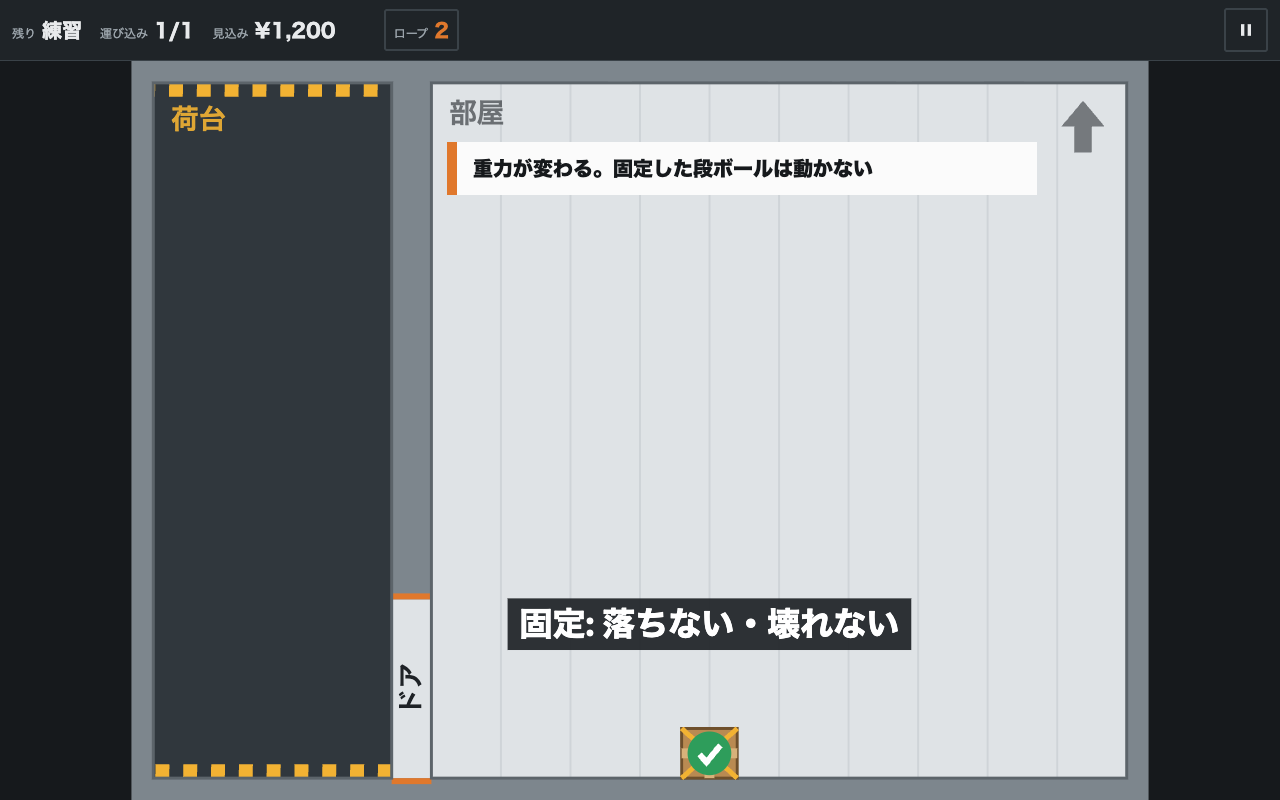 残り 練習 運び込み 1/1 見込み ¥1,200 ロープ 2
荷台
部屋
重力が変わる。固定した段ボールは動かない
固定: 落ちない・壊れない
ドア